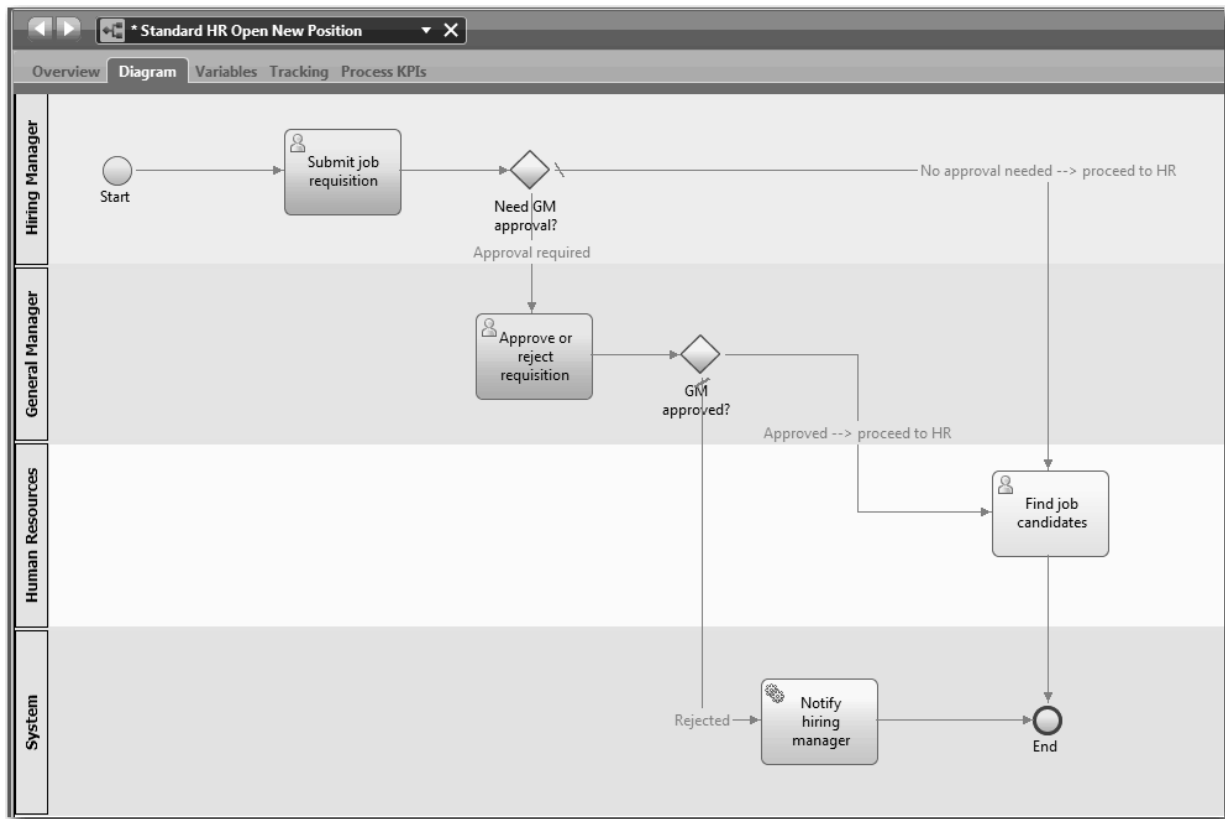 * Standard HR Open New Position
Overview Diagram Variables Tracking Process KPIs
Hiring Manager
Start
Submit job
requisition
Need GM
approval?
No approval needed --> proceed to HR
Approval required
General Manager
Approve or
reject
requisition
GM
approved?
Approved --> proceed to HR
Human Resources
Find job
candidates
System
Rejected
Notify
hiring
manager
End